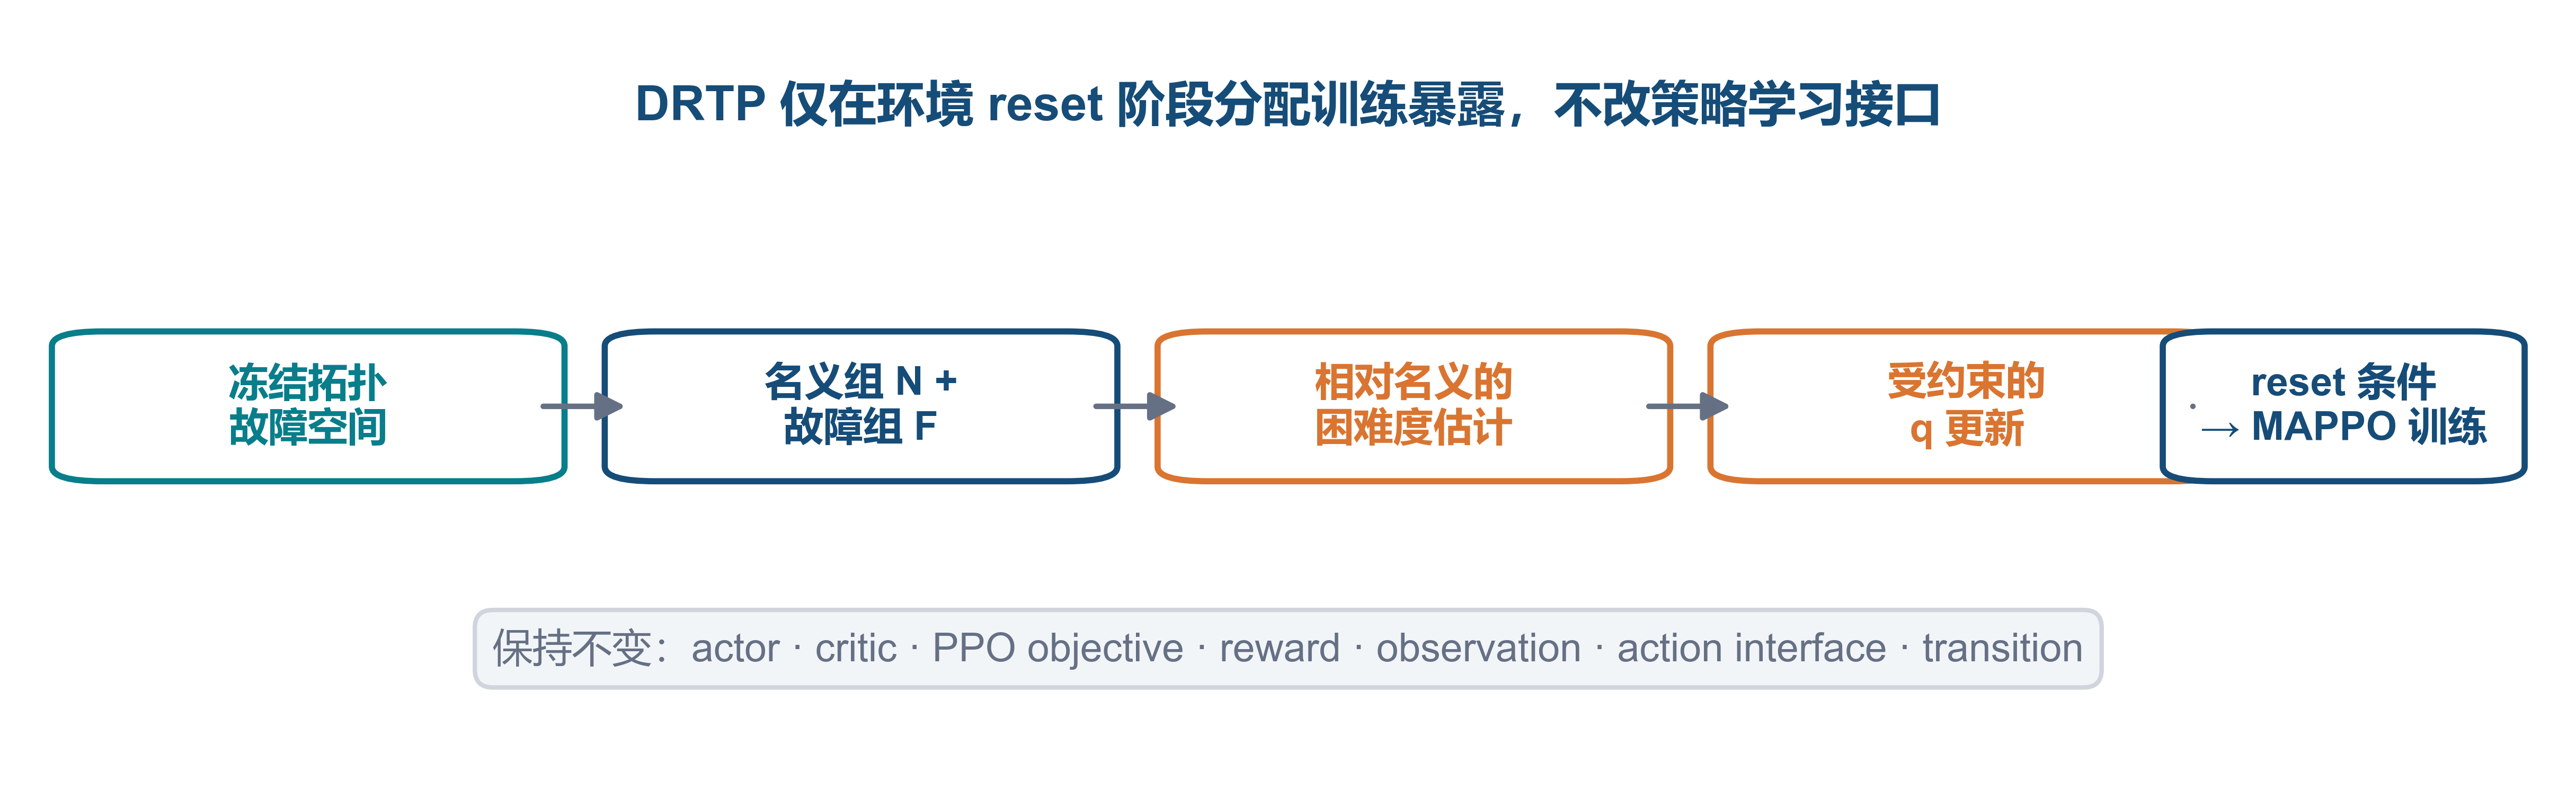 DRTP 仅在环境 reset 阶段分配训练暴露，不改策略学习接口
冻结拓扑
故障空间
名义组 N +
故障组 F
相对名义的
困难度估计
受约束的
q 更新
reset 条件
→ MAPPO 训练
保持不变：actor · critic · PPO objective · reward · observation · action interface · transition